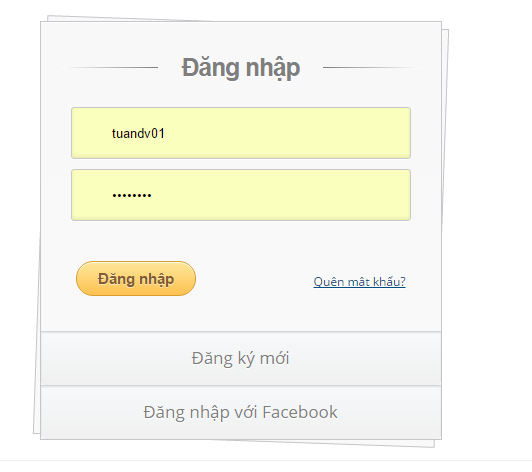 Đăng nhập
tuandv01
••••••••
Đăng nhập
Quên mật khẩu?
Đăng ký mới
Đăng nhập với Facebook